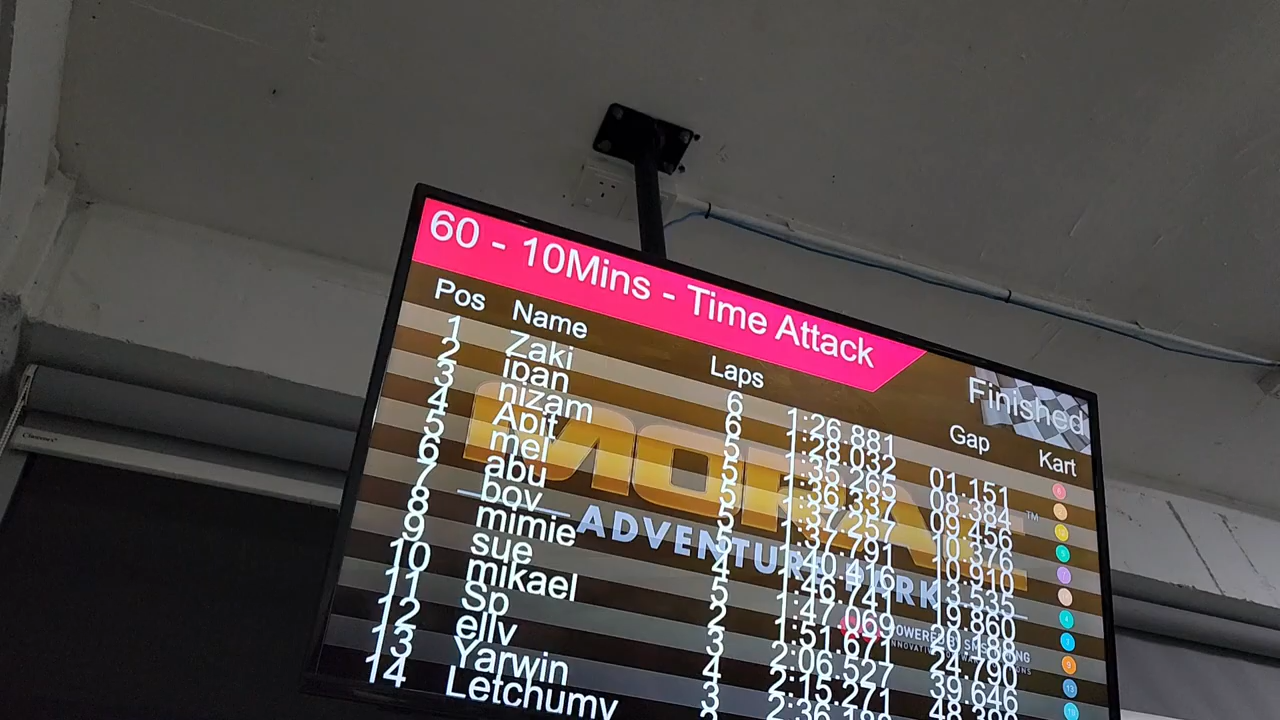 60 - 10Mins - Time Attack
Finished
Pos Name Laps Gap Kart
1 Zaki 6 1:26.881
2 ipan 6 1:28.032 01.151
3 nizam 5 1:35.265 08.384
4 Apit 5 1:36.337 09.456
5 mel 5 1:37.257 10.376
6 abu 5 1:37.791 10.910
7 boy 5 1:40.416 13.535
8 mimie 4 1:46.741 19.860
9 sue 2 1:47.069 20.188
10 mikael 2 1:51.671 24.790
11 Sp 3 2:06.527 39.646
12 elly 4 2:15.271 48.390
13 Yarwin 3
14 Letchumy
MORAC
TM
ADVENTURE PARK